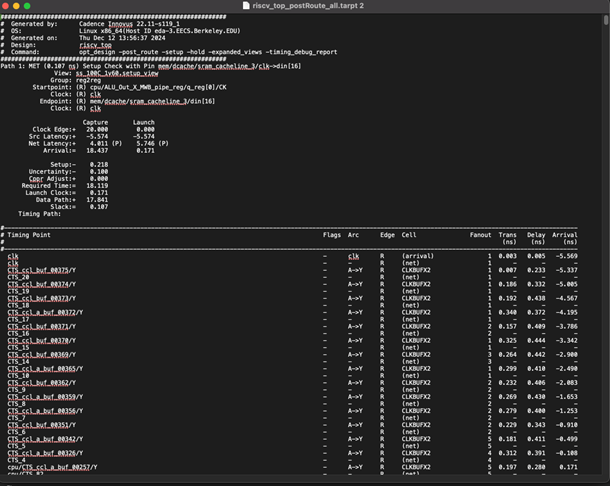 riscv_top_postRoute_all.tarpt 2
###############################################################
#  Generated by:      Cadence Innovus 22.11-s119_1
#  OS:                Linux x86_64(Host ID eda-3.EECS.Berkeley.EDU)
#  Generated on:      Thu Dec 12 13:56:37 2024
#  Design:            riscv_top
#  Command:           opt_design -post_route -setup -hold -expanded_views -timing_debug_report
###############################################################
Path 1: MET (0.107 ns) Setup Check with Pin mem/dcache/sram_cacheline_3/clk->din[16]
View: ss_100C_1v60.setup_view
Group: reg2reg
Startpoint: (R) cpu/ALU_Out_X_MWB_pipe_reg/q_reg[0]/CK
Clock: (R) clk
Endpoint: (R) mem/dcache/sram_cacheline_3/din[16]
Clock: (R) clk
Capture Launch
Clock Edge:+ 20.000 0.000
Src Latency:+ -5.574 -5.574
Net Latency:+ 4.011 (P) 5.746 (P)
Arrival:= 18.437 0.171
Setup:- 0.218
Uncertainty:- 0.100
Cppr Adjust:+ 0.000
Required Time:= 18.119
Launch Clock:= 0.171
Data Path:+ 17.841
Slack:= 0.107
Timing Path:
# Timing Point Flags Arc Edge Cell Fanout Trans Delay Arrival
# (ns) (ns) (ns)
#
clk - clk R (arrival) 1 0.003 0.005 -5.569
clk - - R (net) 1 - - -
CTS_ccl_buf_00375/Y - A->Y R CLKBUFX2 1 0.007 0.233 -5.337
CTS_20 - - R (net) 1 - - -
CTS_ccl_buf_00374/Y - A->Y R CLKBUFX2 1 0.186 0.332 -5.005
CTS_19 - - R (net) 1 - - -
CTS_ccl_buf_00373/Y - A->Y R CLKBUFX2 1 0.192 0.438 -4.567
CTS_18 - - R (net) 1 - - -
CTS_ccl_a_buf_00372/Y - A->Y R CLKBUFX2 1 0.340 0.372 -4.195
CTS_17 - - R (net) 1 - - -
CTS_ccl_buf_00371/Y - A->Y R CLKBUFX2 2 0.157 0.409 -3.786
CTS_16 - - R (net) 2 - - -
CTS_ccl_buf_00370/Y - A->Y R CLKBUFX2 1 0.325 0.444 -3.342
CTS_15 - - R (net) 1 - - -
CTS_ccl_buf_00369/Y - A->Y R CLKBUFX2 3 0.264 0.442 -2.900
CTS_14 - - R (net) 3 - - -
CTS_ccl_a_buf_00365/Y - A->Y R CLKBUFX2 1 0.299 0.410 -2.490
CTS_10 - - R (net) 1 - - -
CTS_ccl_buf_00362/Y - A->Y R CLKBUFX2 2 0.232 0.406 -2.083
CTS_9 - - R (net) 2 - - -
CTS_ccl_a_buf_00359/Y - A->Y R CLKBUFX2 2 0.269 0.430 -1.653
CTS_8 - - R (net) 2 - - -
CTS_ccl_a_buf_00356/Y - A->Y R CLKBUFX2 2 0.279 0.400 -1.253
CTS_7 - - R (net) 2 - - -
CTS_ccl_buf_00351/Y - A->Y R CLKBUFX2 2 0.229 0.343 -0.910
CTS_6 - - R (net) 2 - - -
CTS_ccl_a_buf_00342/Y - A->Y R CLKBUFX2 5 0.181 0.411 -0.499
CTS_5 - - R (net) 5 - - -
CTS_ccl_a_buf_00326/Y - A->Y R CLKBUFX2 4 0.312 0.391 -0.108
CTS_4 - - R (net) 4 - - -
cpu/CTS_ccl_a_buf_00257/Y - A->Y R CLKBUFX2 5 0.197 0.280 0.171